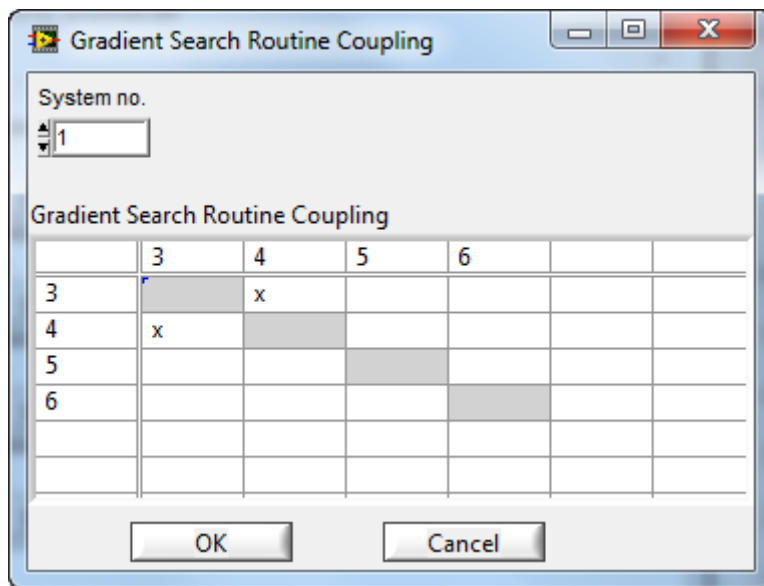 Gradient Search Routine Coupling
System no.
1
Gradient Search Routine Coupling
3 4 5 6
3 x
4 x
5
6
OK Cancel